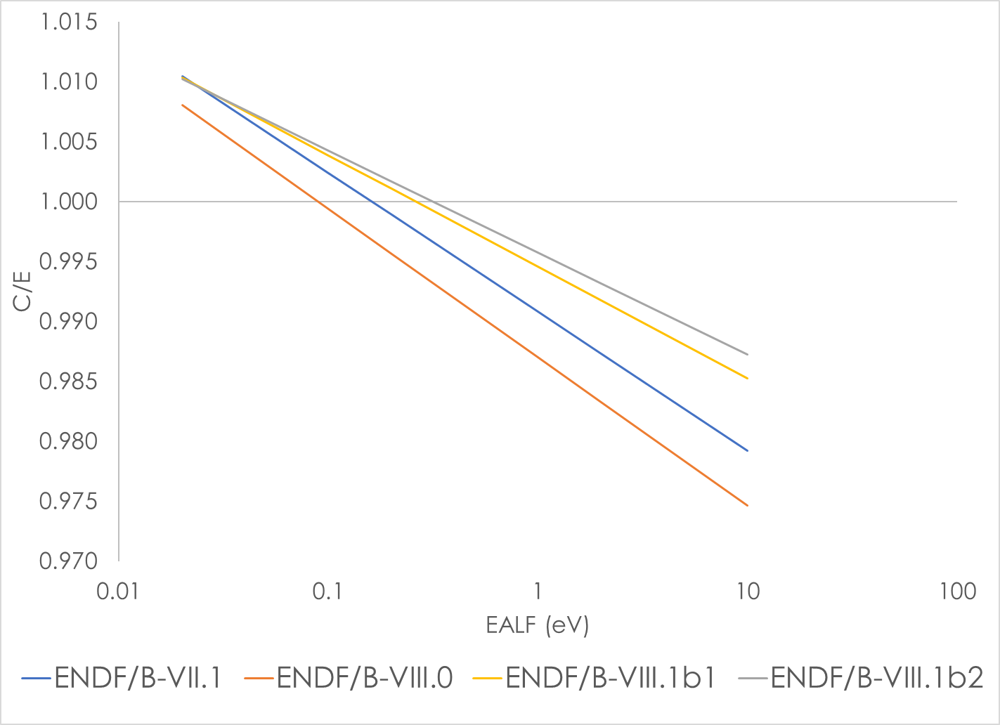 1.015
1.010
1.005
1.000
0.995
0.990
0.985
0.980
0.975
0.970
C/E
0.01 0.1 1 10 100
EALF (eV)
ENDF/B-VII.1 ENDF/B-VIII.0 ENDF/B-VIII.1b1 ENDF/B-VIII.1b2